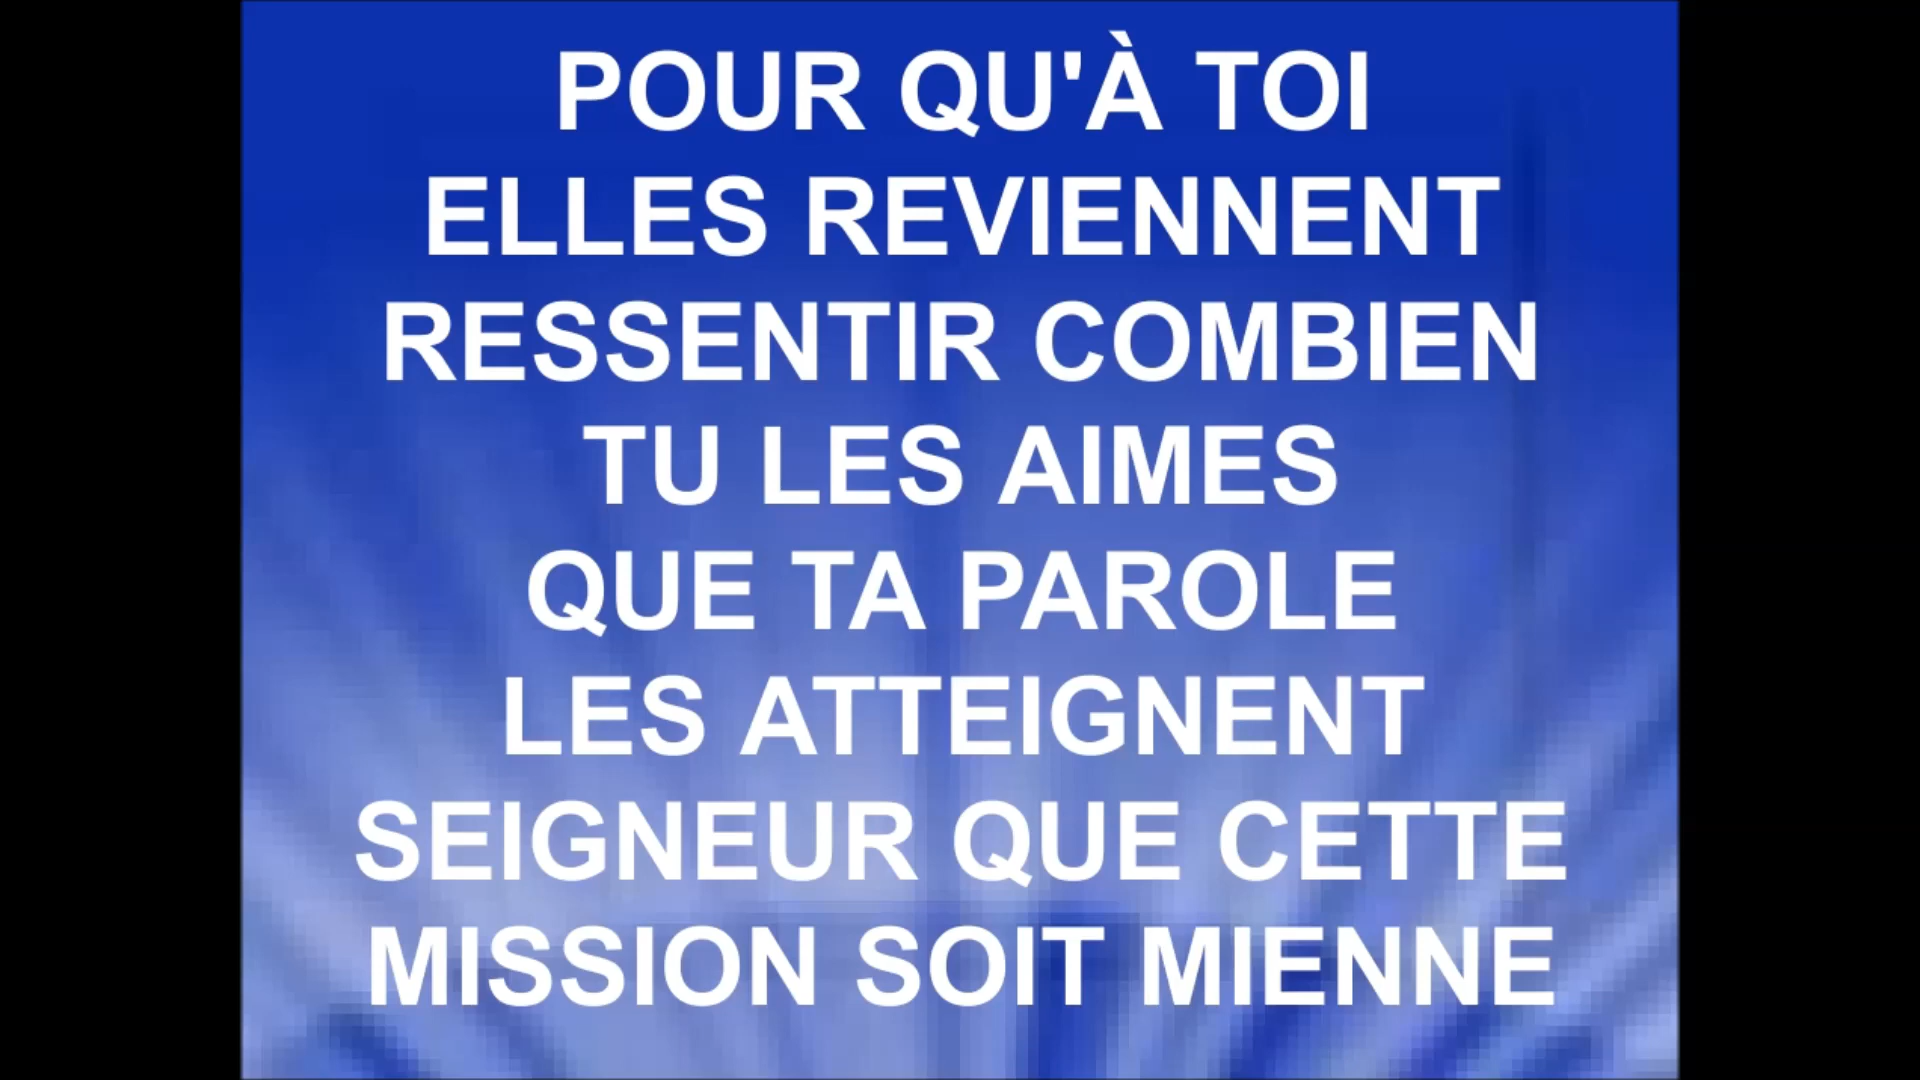 POUR QU'À TOI
ELLES REVIENNENT
RESSENTIR COMBIEN
TU LES AIMES
QUE TA PAROLE
LES ATTEIGNENT
SEIGNEUR QUE CETTE
MISSION SOIT MIENNE